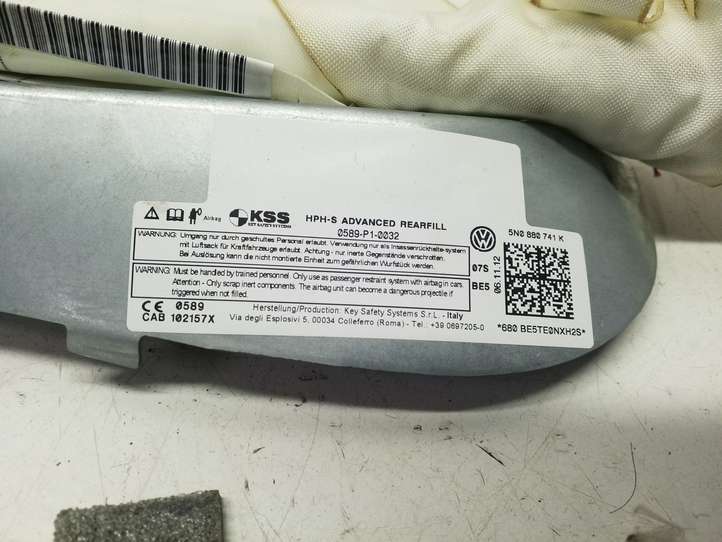 Airbag
KSS
KEY SAFETY SYSTEMS
HPH-S ADVANCED REARFILL
0589-P1-0032
WARNUNG: Umgang nur durch geschultes Personal erlaubt. Verwendung nur als Insassenrückhalte-system
mit Luftsack für Kraftfahrzeuge erlaubt. Achtung - nur inerte Gegenstände verschrotten.
Bei Auslösung kann die nicht montierte Einheit zum gefährlichen Wurfstück werden.
WARNING: Must be handled by trained personnel. Only use as passenger restraint system with airbag in cars.
Attention - Only scrap inert components. The airbag unit can become a dangerous projectile if
triggered when not filled.
CE 0589
CAB 102157X
Herstellung/Production: Key Safety Systems S.r.L. - Italy
Via degli Esplosivi 5, 00034 Colleferro (Roma) - Tel.: +39 0697205-0
VW
07S
BE5
06.11.12
5N0 880 741 K
*680 BE5TE0NXH2S*